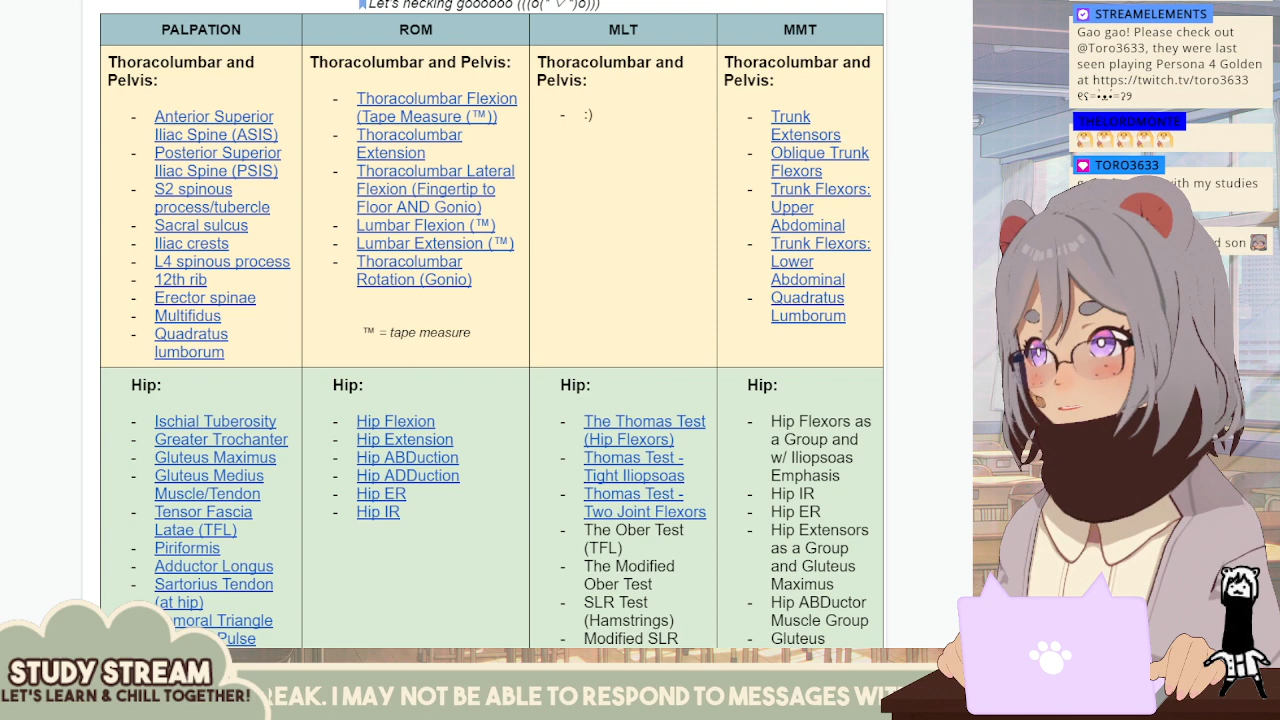 Let's necking goooooo (((o(*°▽°*)o)))
PALPATION
ROM
MLT
MMT
Thoracolumbar and
Pelvis:
- Anterior Superior
Iliac Spine (ASIS)
- Posterior Superior
Iliac Spine (PSIS)
- S2 spinous
process/tubercle
- Sacral sulcus
- Iliac crests
- L4 spinous process
- 12th rib
- Erector spinae
- Multifidus
- Quadratus
lumborum
Thoracolumbar and Pelvis:
- Thoracolumbar Flexion
(Tape Measure (™))
- Thoracolumbar
Extension
- Thoracolumbar Lateral
Flexion (Fingertip to
Floor AND Gonio)
- Lumbar Flexion (™)
- Lumbar Extension (™)
- Thoracolumbar
Rotation (Gonio)
™ = tape measure
Thoracolumbar and
Pelvis:
- :)
Thoracolumbar and
Pelvis:
- Trunk
Extensors
- Oblique Trunk
Flexors
- Trunk Flexors:
Upper
Abdominal
- Trunk Flexors:
Lower
Abdominal
- Quadratus
Lumborum
Hip:
- Ischial Tuberosity
- Greater Trochanter
- Gluteus Maximus
- Gluteus Medius
Muscle/Tendon
- Tensor Fascia
Latae (TFL)
- Piriformis
- Adductor Longus
- Sartorius Tendon
(at hip)
emoral Triangle
Pulse
Hip:
- Hip Flexion
- Hip Extension
- Hip ABDuction
- Hip ADDuction
- Hip ER
- Hip IR
Hip:
- The Thomas Test
(Hip Flexors)
- Thomas Test -
Tight Iliopsoas
- Thomas Test -
Two Joint Flexors
- The Ober Test
(TFL)
- The Modified
Ober Test
- SLR Test
(Hamstrings)
- Modified SLR
Hip:
- Hip Flexors as
a Group and
w/ Iliopsoas
Emphasis
- Hip IR
- Hip ER
- Hip Extensors
as a Group
and Gluteus
Maximus
- Hip ABDuctor
Muscle Group
- Gluteus
STREAMELEMENTS
Gao gao! Please check out
@Toro3633, they were last
seen playing Persona 4 Golden
at https://twitch.tv/toro3633
THELORDMONTE
TORO3633
with my studies
d son
STUDY STREAM
LET'S LEARN & CHILL TOGETHER!
REAK. I MAY NOT BE ABLE TO RESPOND TO MESSAGES WIT